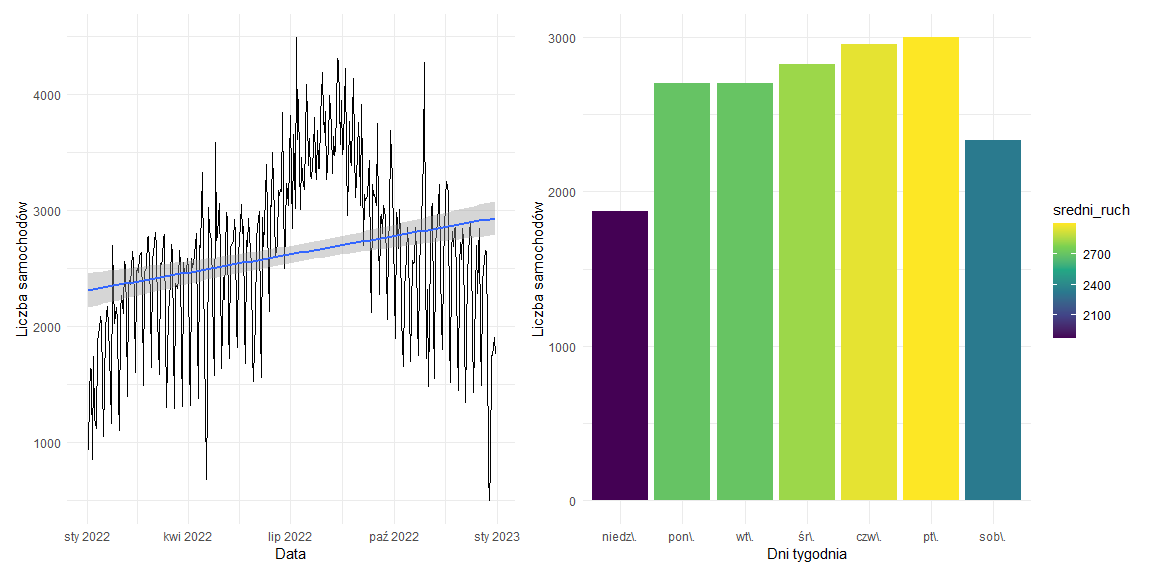 Liczba samochodów
4000
3000
2000
1000
sty 2022
kwi 2022
lip 2022
paź 2022
sty 2023
Data
Liczba samochodów
3000
2000
1000
0
niedz\.
pon\.
wt\.
śr\.
czw\.
pt\.
sob\.
Dni tygodnia
sredni_ruch
2700
2400
2100